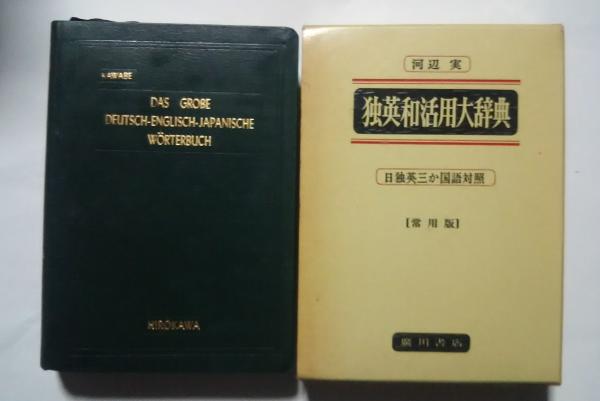 KAWABE
DAS GROBE
DEUTSCH-ENGLISCH-JAPANISCHE
WÖRTERBUCH
HIROKAWA
河辺 実
独英和活用大辞典
日独英三か国語対照
[常用版]
廣川書店